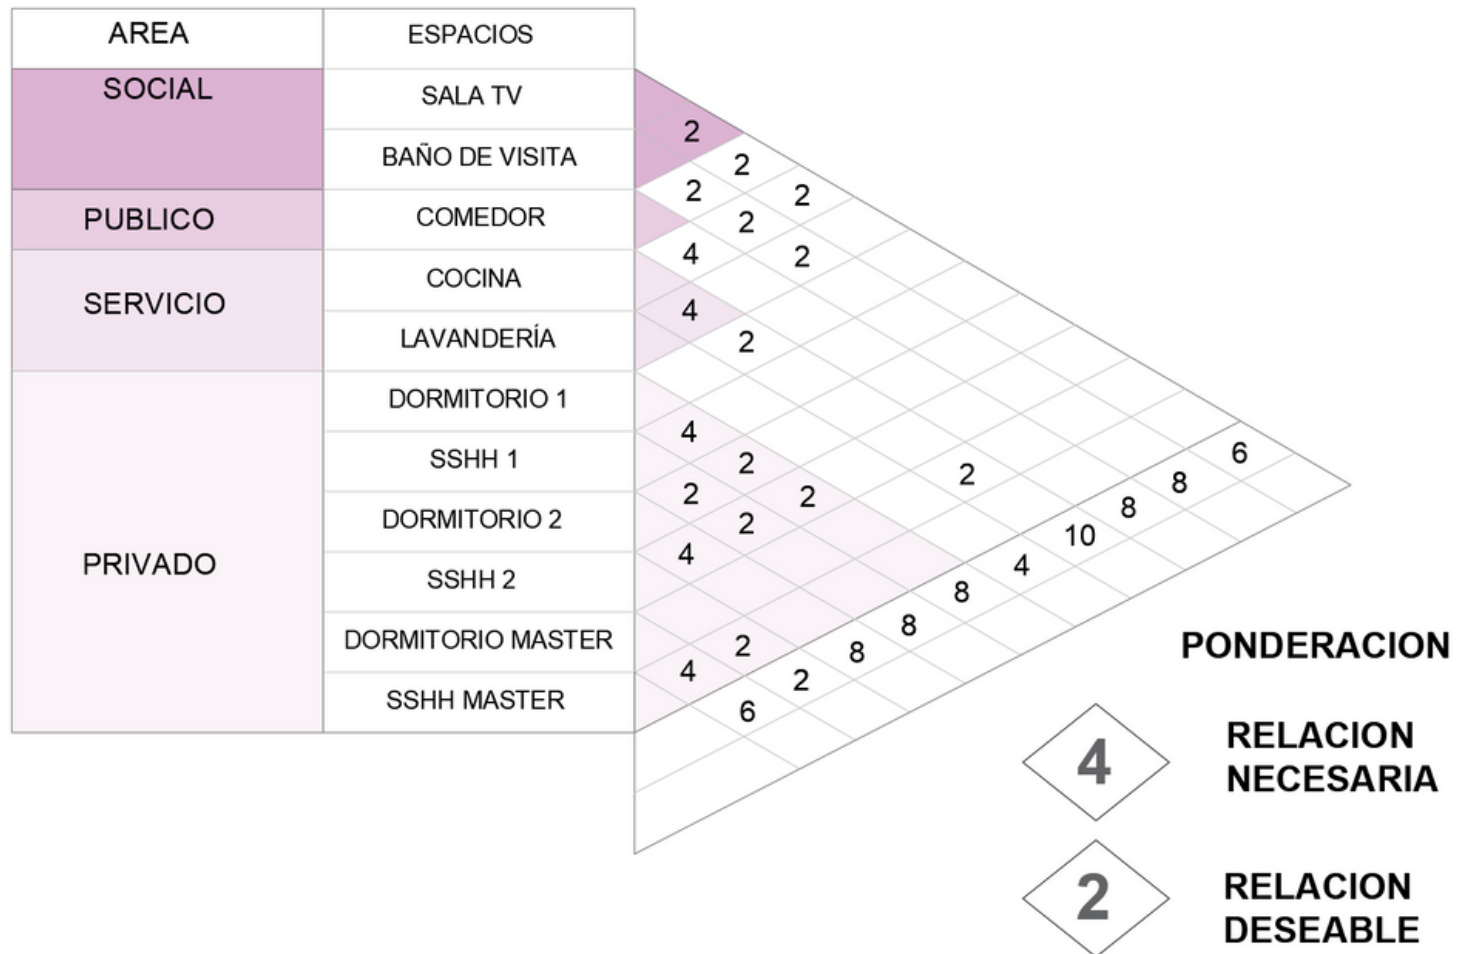 AREA ESPACIOS
SOCIAL SALA TV
2
BAÑO DE VISITA 2
2 2
PUBLICO COMEDOR 2
4 2
SERVICIO COCINA
4
LAVANDERÍA 2
DORMITORIO 1
4
SSHH 1 2 2 6
2 2 8
DORMITORIO 2 2 8
4 10
PRIVADO SSHH 2 4
8
DORMITORIO MASTER 2 8
4 8
SSHH MASTER 2
6
PONDERACION
4 RELACION
NECESARIA
2 RELACION
DESEABLE